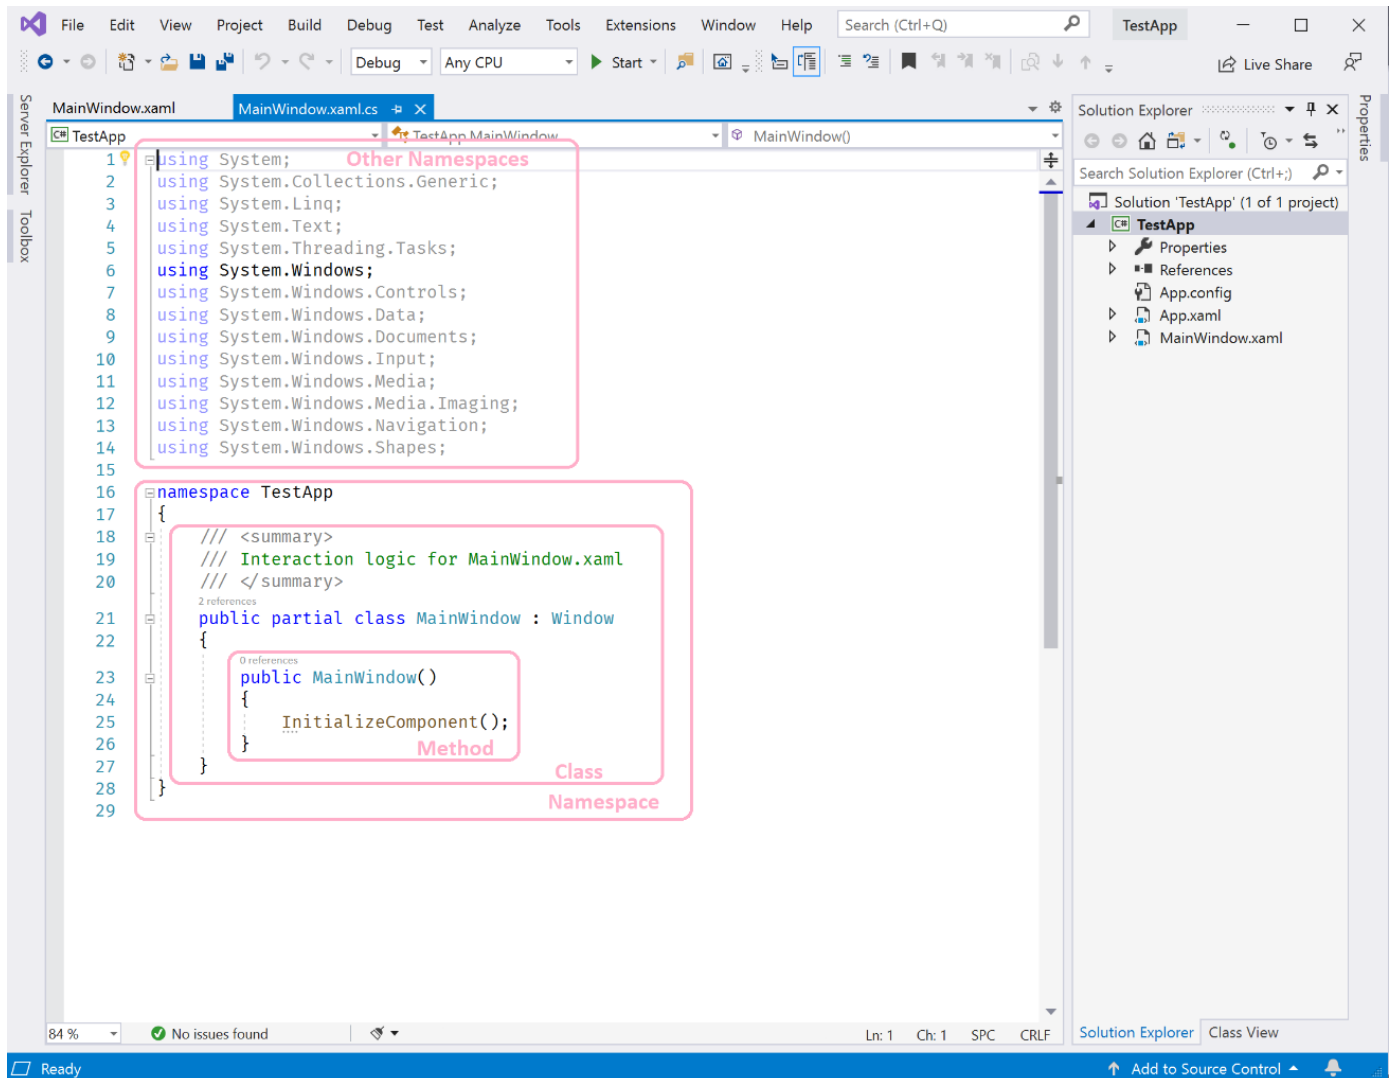 File Edit View Project Build Debug Test Analyze Tools Extensions Window Help Search (Ctrl+Q) TestApp
Debug Any CPU Start Live Share
Server Explorer
Toolbox
MainWindow.xaml MainWindow.xaml.cs
TestApp TestApp.MainWindow MainWindow()
Other Namespaces
1 using System;
2 using System.Collections.Generic;
3 using System.Linq;
4 using System.Text;
5 using System.Threading.Tasks;
6 using System.Windows;
7 using System.Windows.Controls;
8 using System.Windows.Data;
9 using System.Windows.Documents;
10 using System.Windows.Input;
11 using System.Windows.Media;
12 using System.Windows.Media.Imaging;
13 using System.Windows.Navigation;
14 using System.Windows.Shapes;
15
16 namespace TestApp
17 {
18 /// <summary>
19 /// Interaction logic for MainWindow.xaml
20 /// </summary>
2 references
21 public partial class MainWindow : Window
22 {
0 references
23 public MainWindow()
24 {
25 InitializeComponent();
26 }
Method
27 }
Class
28 }
Namespace
29
84 % No issues found Ln: 1 Ch: 1 SPC CRLF
Solution Explorer
Search Solution Explorer (Ctrl+;)
Solution 'TestApp' (1 of 1 project)
C# TestApp
Properties
References
App.config
App.xaml
MainWindow.xaml
Solution Explorer Class View
Properties
Ready Add to Source Control